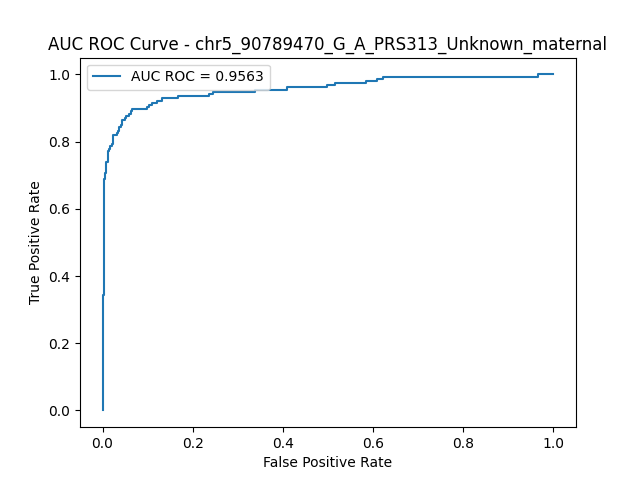 AUC ROC Curve - chr5_90789470_G_A_PRS313_Unknown_maternal
AUC ROC = 0.9563
1.0
0.8
0.6
0.4
0.2
0.0
True Positive Rate
0.0 0.2 0.4 0.6 0.8 1.0
False Positive Rate